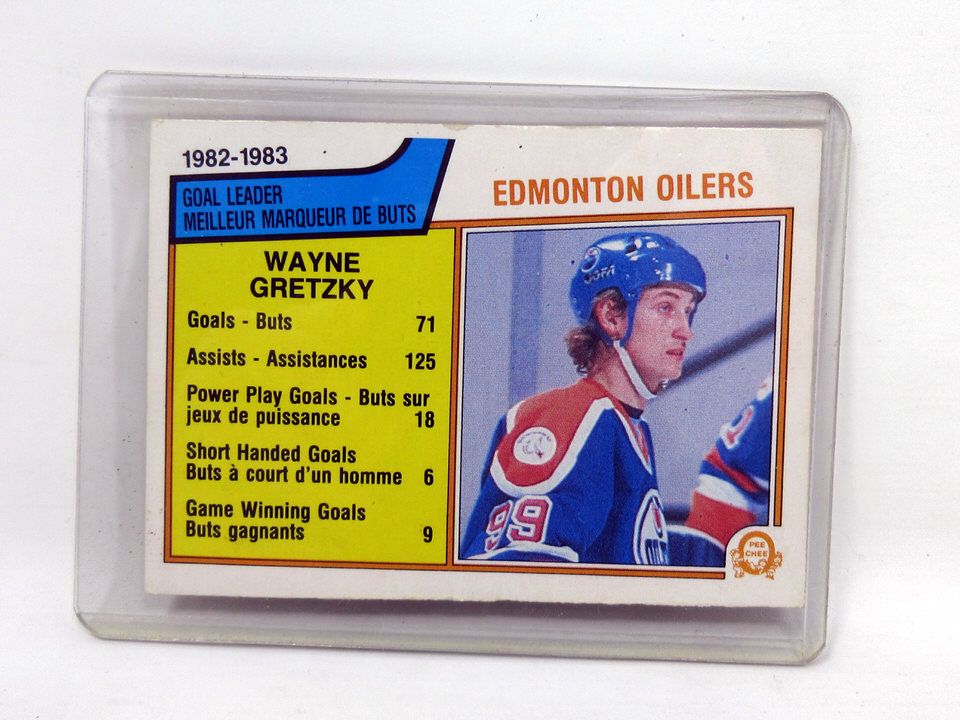 1982-1983
GOAL LEADER
MEILLEUR MARQUEUR DE BUTS
EDMONTON OILERS
WAYNE
GRETZKY
Goals - Buts 71
Assists - Assistances 125
Power Play Goals - Buts sur
jeux de puissance 18
Short Handed Goals
Buts à court d'un homme 6
Game Winning Goals
Buts gagnants 9
99
PEE
CHEE